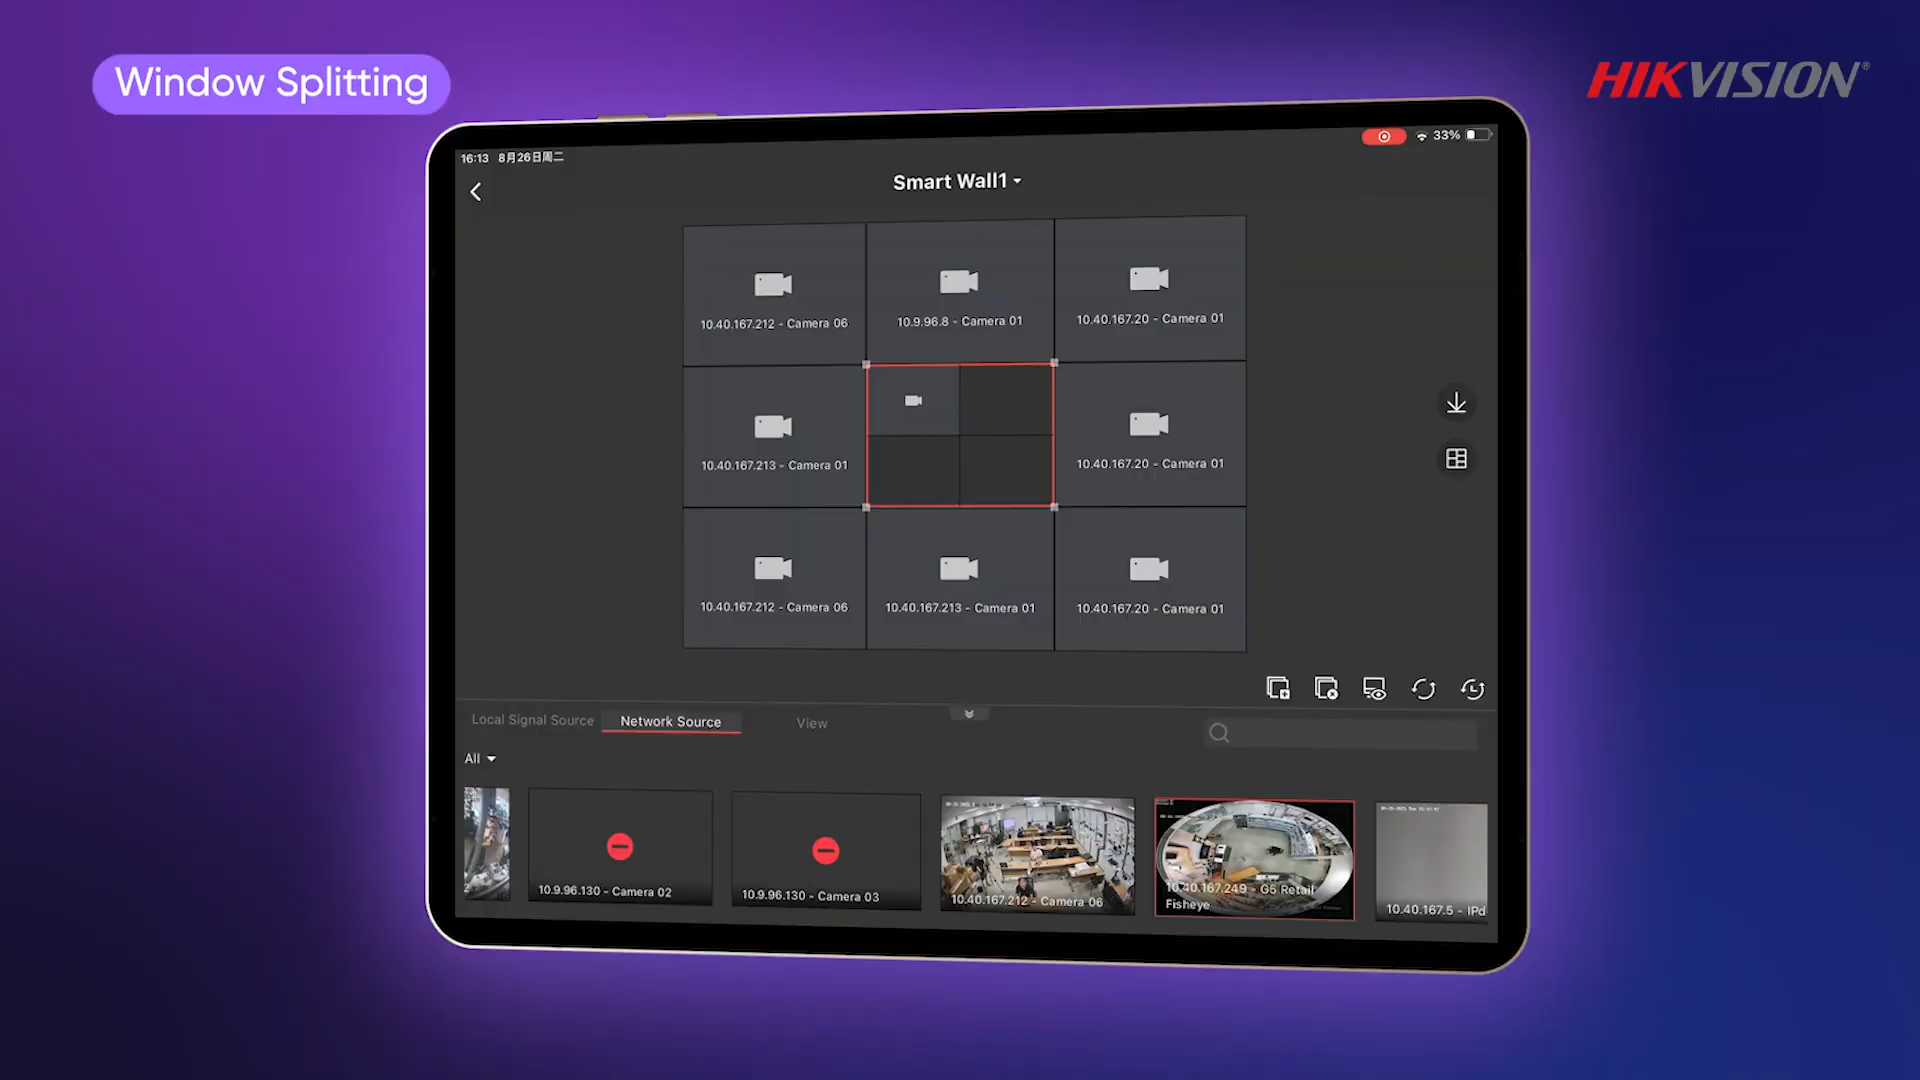 Window Splitting
HIKVISION®
16:13 8月26日周二
33%
Smart Wall1
10.40.167.212 - Camera 06
10.9.96.8 - Camera 01
10.40.167.20 - Camera 01
10.40.167.213 - Camera 01
10.40.167.20 - Camera 01
10.40.167.212 - Camera 06
10.40.167.213 - Camera 01
10.40.167.20 - Camera 01
Local Signal Source
Network Source
View
All
2
10.9.96.130 - Camera 02
10.9.96.130 - Camera 03
10.40.167.212 - Camera 06
10.40.167.249 - G5 Retail
Fisheye
10.40.167.5 - IPd